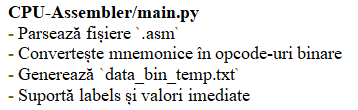 CPU-Assembler/main.py
- Parsează fișiere `.asm`
- Convertește mnemonice în opcode-uri binare
- Generează `data_bin_temp.txt`
- Suportă labels și valori imediate